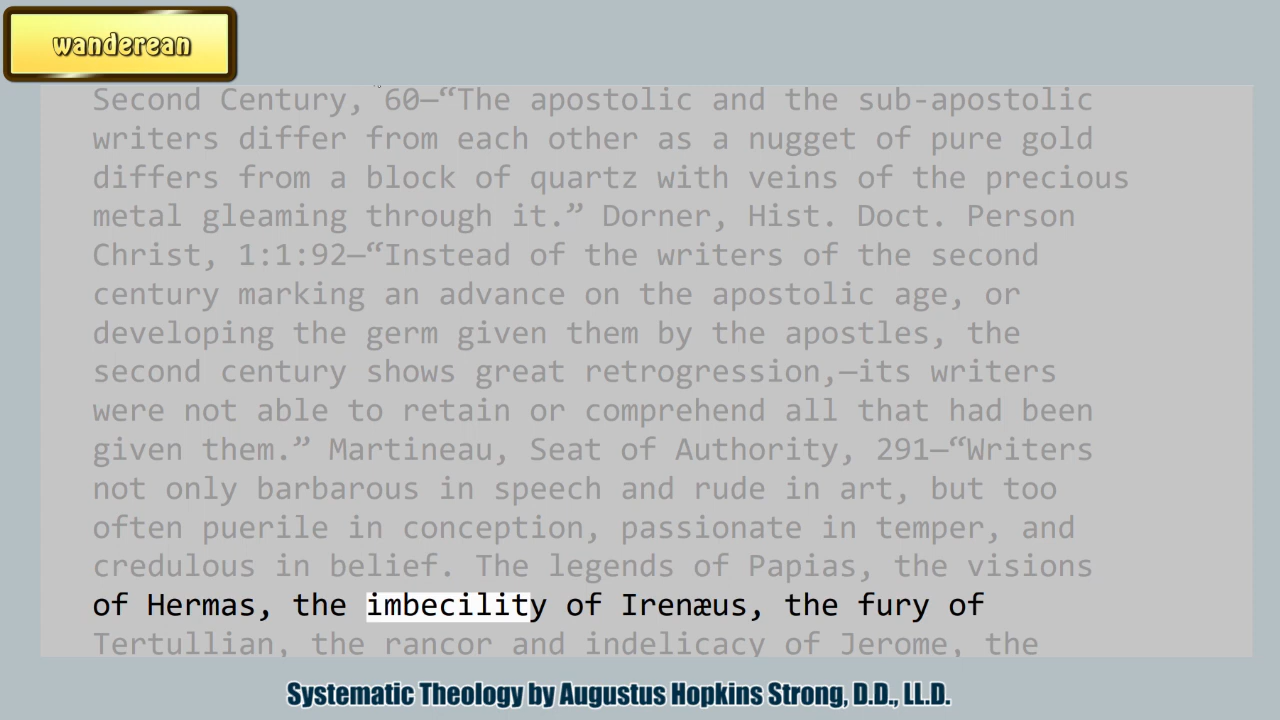 wanderean
Second Century, 60—“The apostolic and the sub-apostolic
writers differ from each other as a nugget of pure gold
differs from a block of quartz with veins of the precious
metal gleaming through it.” Dorner, Hist. Doct. Person
Christ, 1:1:92—“Instead of the writers of the second
century marking an advance on the apostolic age, or
developing the germ given them by the apostles, the
second century shows great retrogression,—its writers
were not able to retain or comprehend all that had been
given them.” Martineau, Seat of Authority, 291—“Writers
not only barbarous in speech and rude in art, but too
often puerile in conception, passionate in temper, and
credulous in belief. The legends of Papias, the visions
of Hermas, the imbecility of Irenæus, the fury of
Tertullian, the rancor and indelicacy of Jerome, the
Systematic Theology by Augustus Hopkins Strong, D.D., LL.D.